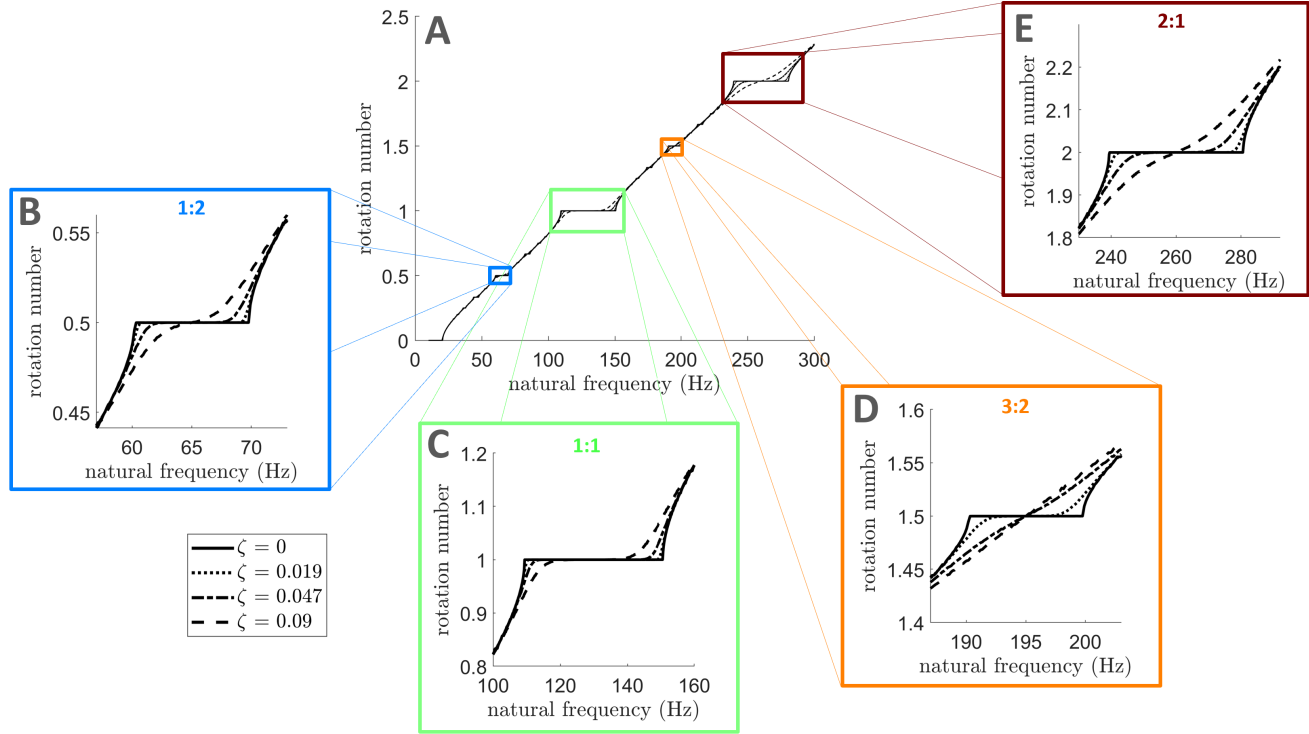 A
2.5
2
1.5
1
0.5
0
rotation number
0 50 100 150 200 250 300
natural frequency (Hz)
E
2:1
2.2
2.1
2
1.9
1.8
rotation number
240 260 280
natural frequency (Hz)
B
1:2
0.55
0.5
0.45
rotation number
60 65 70
natural frequency (Hz)
C
1:1
1.2
1.1
1
0.9
0.8
rotation number
100 120 140 160
natural frequency (Hz)
D
3:2
1.6
1.55
1.5
1.45
1.4
rotation number
190 195 200
natural frequency (Hz)
ζ = 0
ζ = 0.019
ζ = 0.047
ζ = 0.09